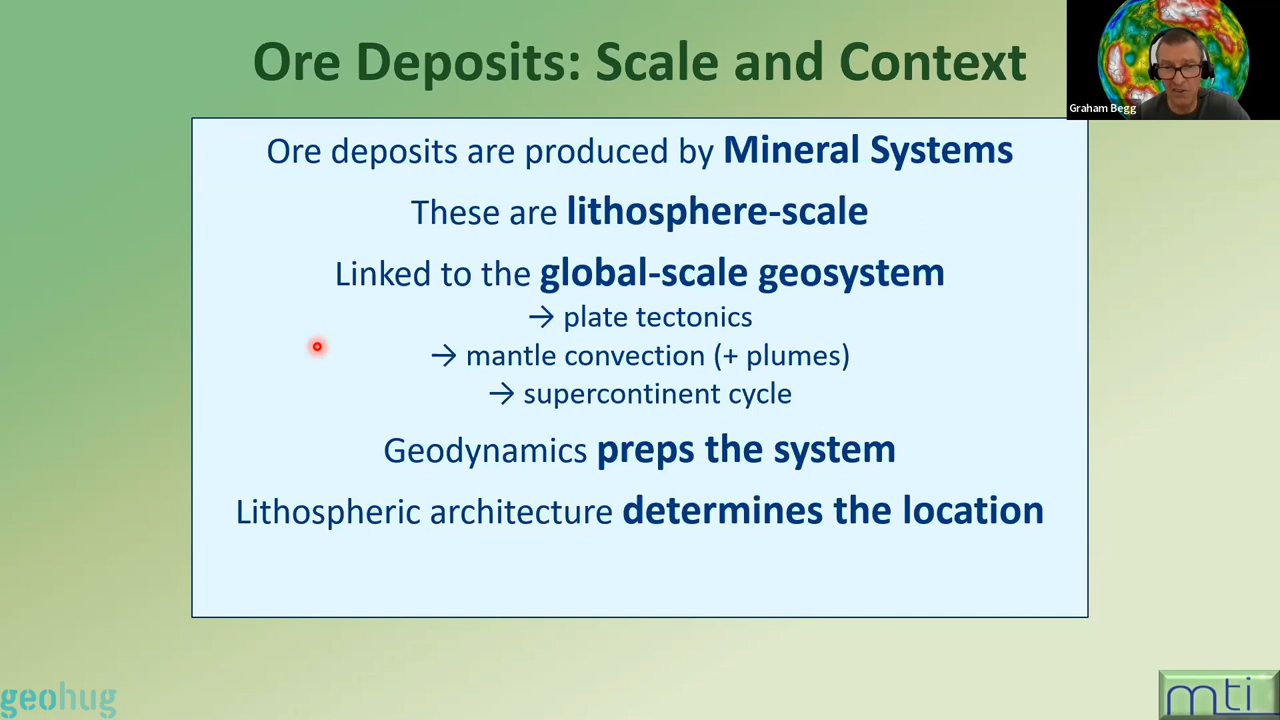 Ore Deposits: Scale and Context
Graham Begg
Ore deposits are produced by Mineral Systems
These are lithosphere-scale
Linked to the global-scale geosystem
→ plate tectonics
→ mantle convection (+ plumes)
→ supercontinent cycle
Geodynamics preps the system
Lithospheric architecture determines the location
geohug
mti